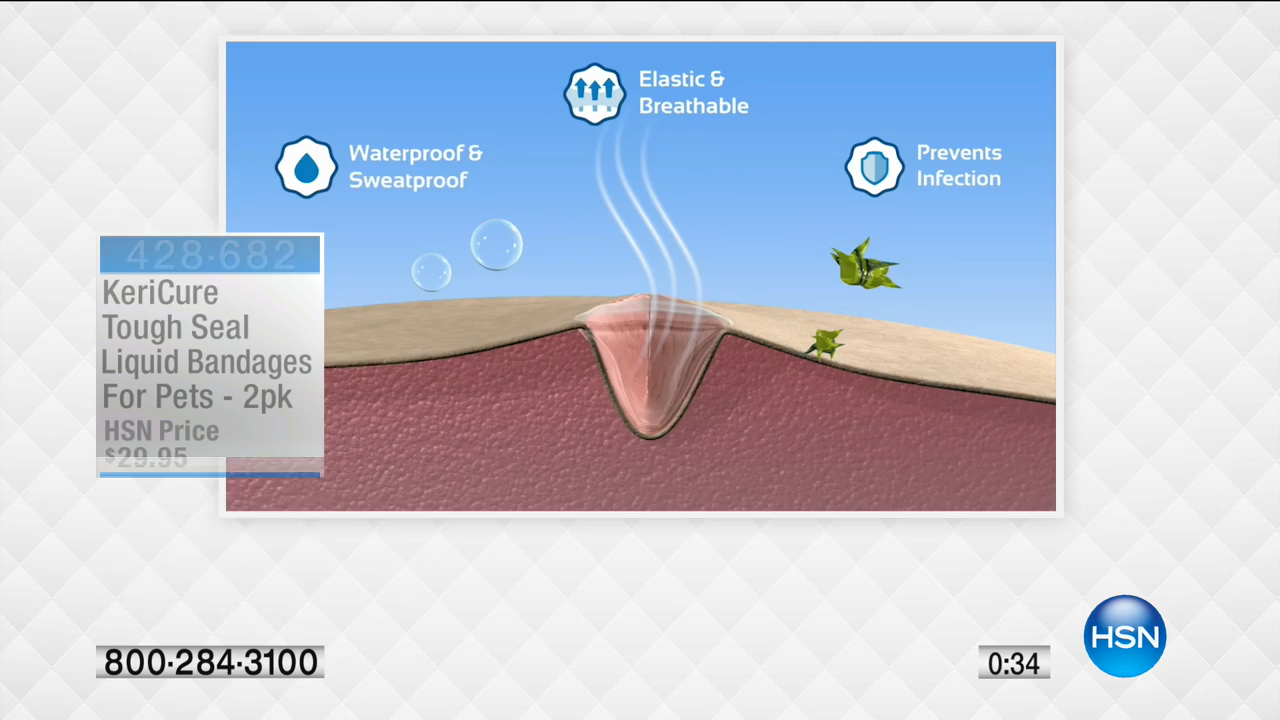 Elastic &
Breathable
Waterproof &
Sweatproof
Prevents
Infection
428·682
KeriCure
Tough Seal
Liquid Bandages
For Pets - 2pk
HSN Price
$29.95
800·284·3100
0:34
HSN